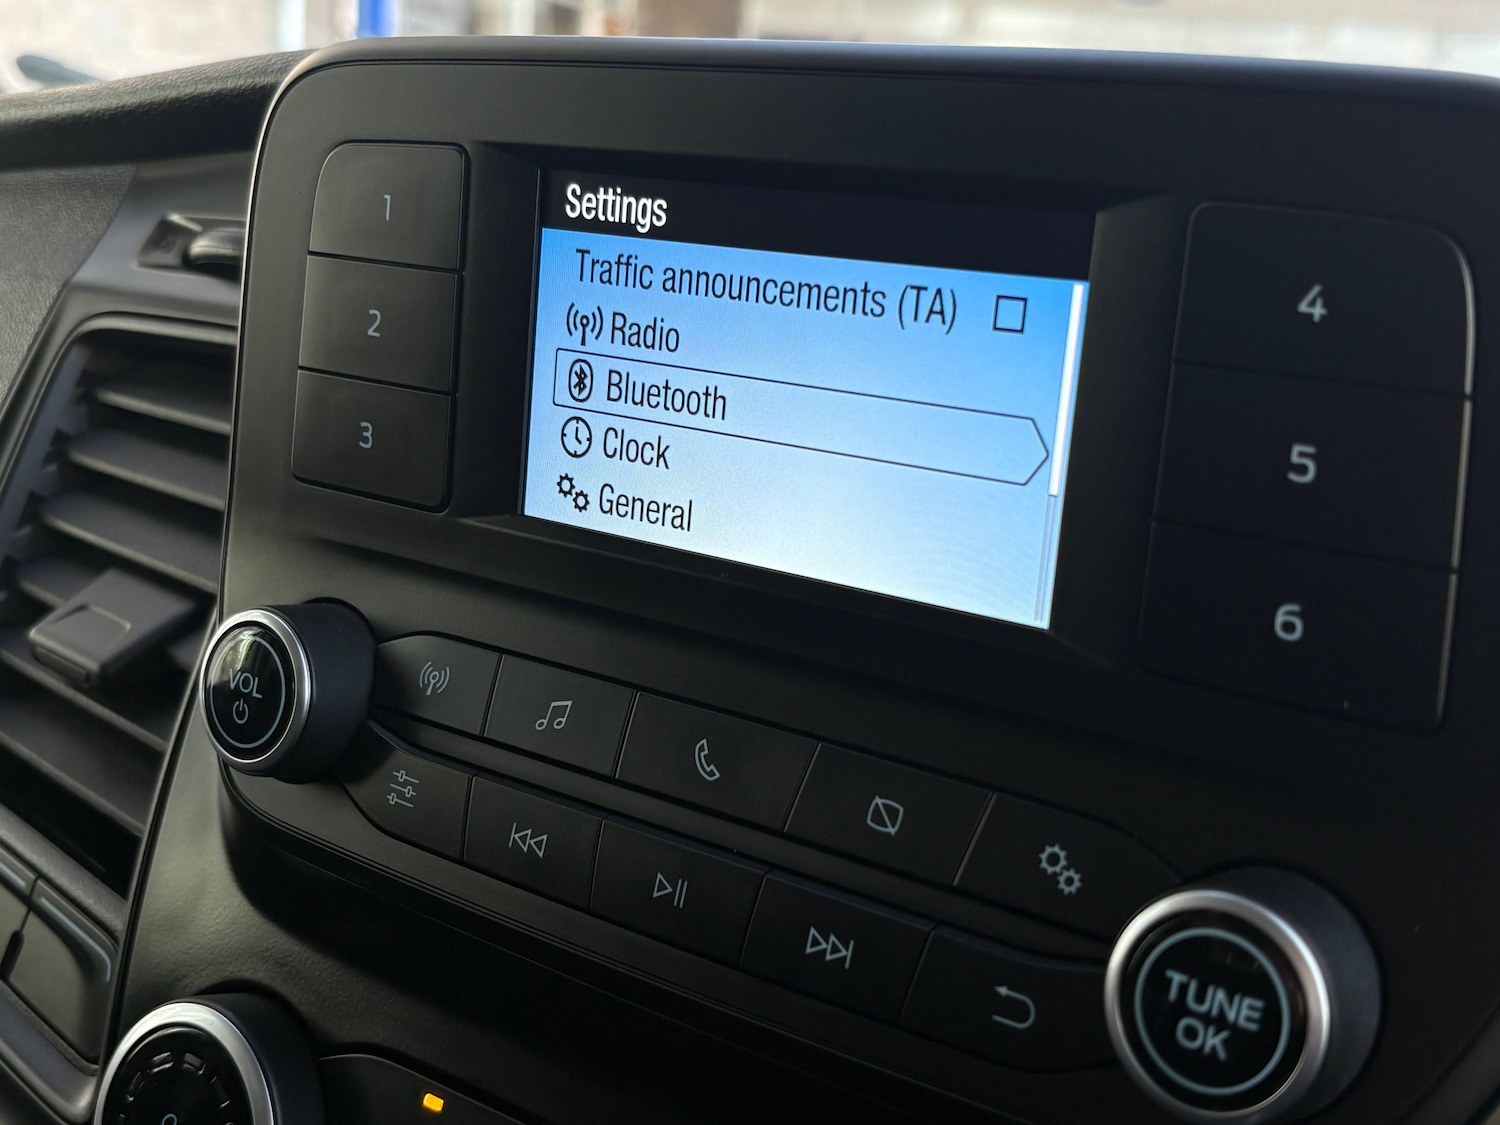 Settings
Traffic announcements (TA)
Radio
Bluetooth
Clock
General
1
2
3
4
5
6
VOL
TUNE
OK